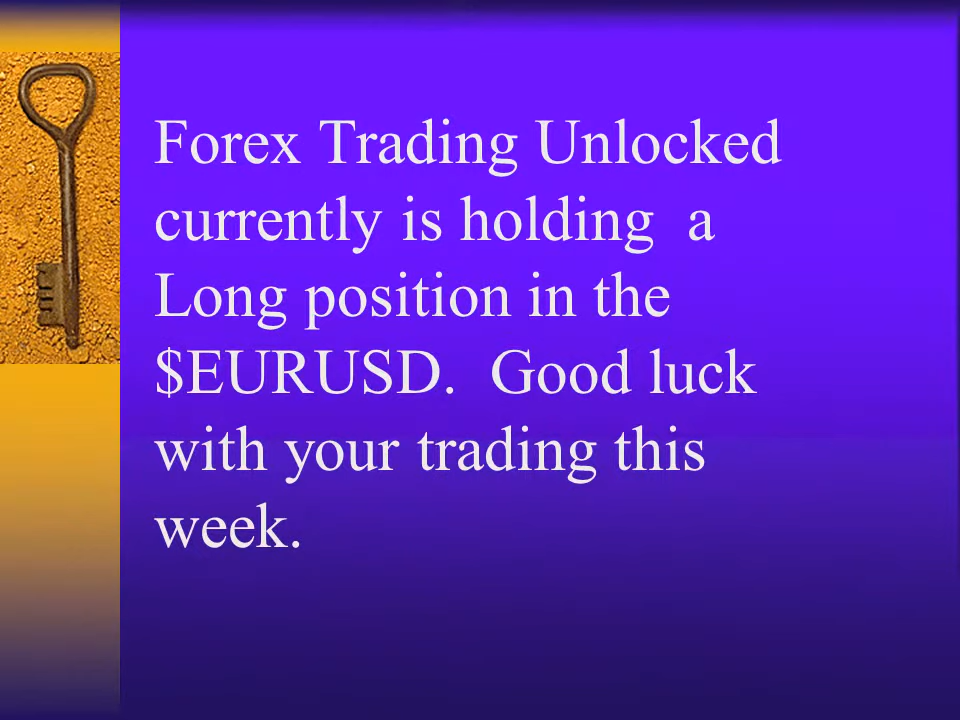 Forex Trading Unlocked
currently is holding  a
Long position in the
$EURUSD.  Good luck
with your trading this
week.